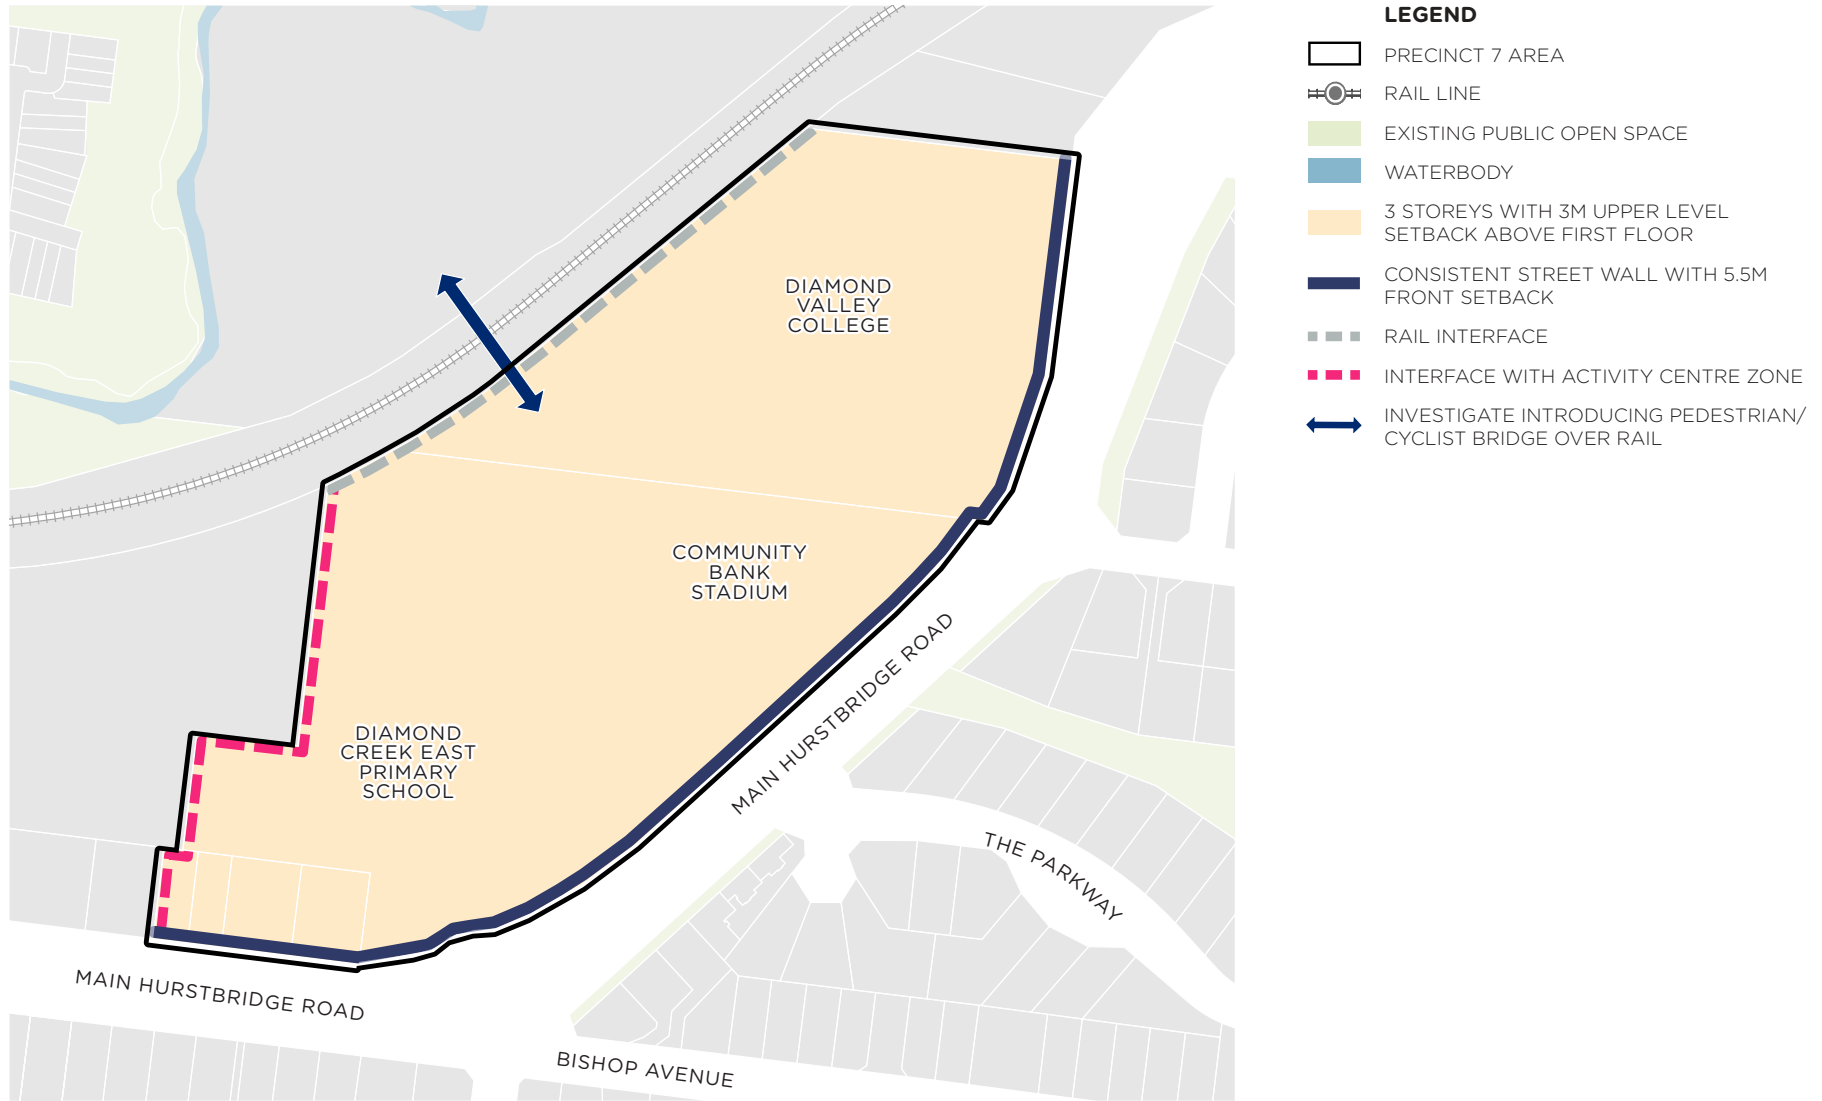 LEGEND
PRECINCT 7 AREA
RAIL LINE
EXISTING PUBLIC OPEN SPACE
WATERBODY
3 STOREYS WITH 3M UPPER LEVEL
SETBACK ABOVE FIRST FLOOR
CONSISTENT STREET WALL WITH 5.5M
FRONT SETBACK
RAIL INTERFACE
INTERFACE WITH ACTIVITY CENTRE ZONE
INVESTIGATE INTRODUCING PEDESTRIAN/
CYCLIST BRIDGE OVER RAIL
DIAMOND
VALLEY
COLLEGE
COMMUNITY
BANK
STADIUM
DIAMOND
CREEK EAST
PRIMARY
SCHOOL
MAIN HURSTBRIDGE ROAD
THE PARKWAY
MAIN HURSTBRIDGE ROAD
BISHOP AVENUE